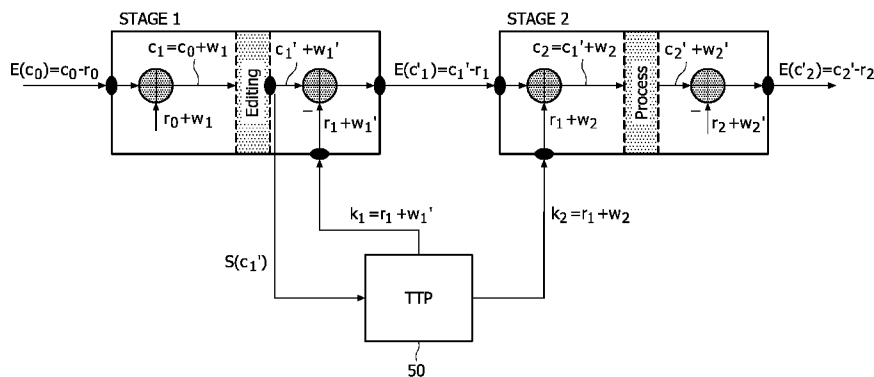 STAGE 1
STAGE 2
E(c₀)=c₀-r₀
c₁=c₀+w₁
c₁'+w₁'
E(c'₁)=c₁'-r₁
c₂=c₁'+w₂
c₂'+w₂'
E(c'₂)=c₂'-r₂
Editing
Process
r₀+w₁
− r₁+w₁'
r₁+w₂
− r₂+w₂'
k₁=r₁+w₁'
k₂=r₁+w₂
S(c₁')
TTP
50